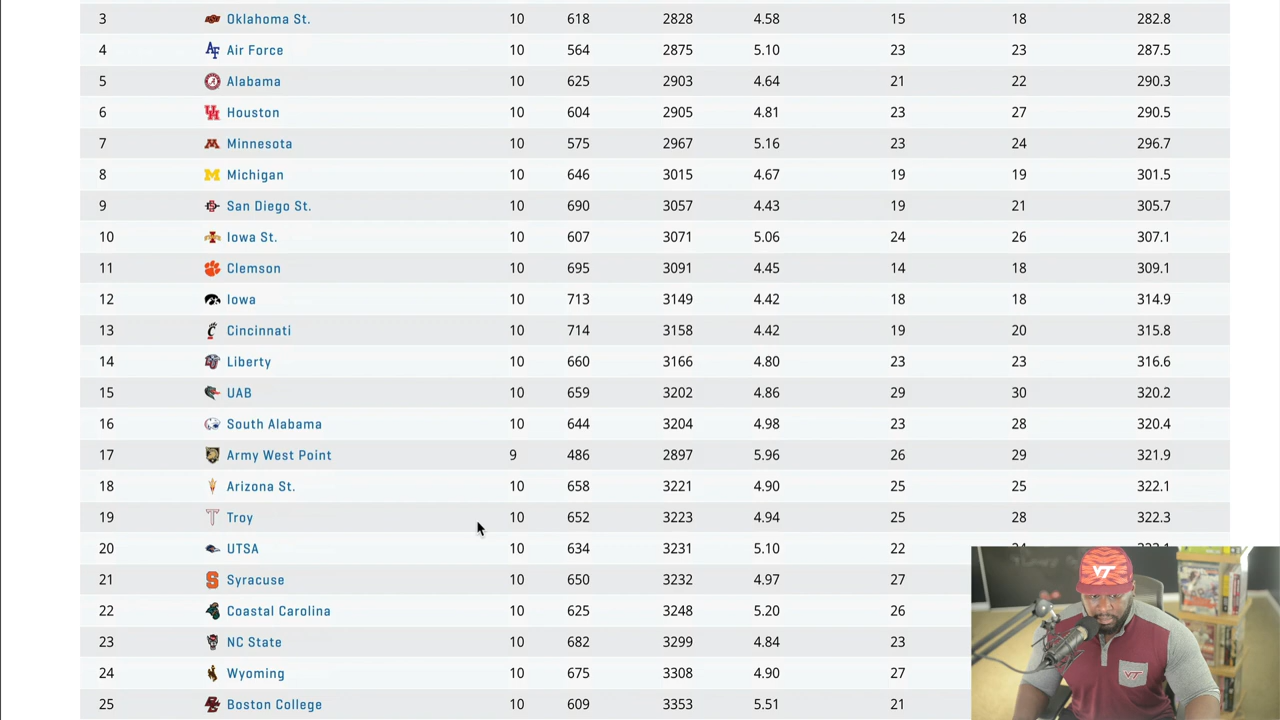 3 Oklahoma St. 10 618 2828 4.58 15 18 282.8
4 Air Force 10 564 2875 5.10 23 23 287.5
5 Alabama 10 625 2903 4.64 21 22 290.3
6 Houston 10 604 2905 4.81 23 27 290.5
7 Minnesota 10 575 2967 5.16 23 24 296.7
8 Michigan 10 646 3015 4.67 19 19 301.5
9 San Diego St. 10 690 3057 4.43 19 21 305.7
10 Iowa St. 10 607 3071 5.06 24 26 307.1
11 Clemson 10 695 3091 4.45 14 18 309.1
12 Iowa 10 713 3149 4.42 18 18 314.9
13 Cincinnati 10 714 3158 4.42 19 20 315.8
14 Liberty 10 660 3166 4.80 23 23 316.6
15 UAB 10 659 3202 4.86 29 30 320.2
16 South Alabama 10 644 3204 4.98 23 28 320.4
17 Army West Point 9 486 2897 5.96 26 29 321.9
18 Arizona St. 10 658 3221 4.90 25 25 322.1
19 Troy 10 652 3223 4.94 25 28 322.3
20 UTSA 10 634 3231 5.10 22
21 Syracuse 10 650 3232 4.97 27
22 Coastal Carolina 10 625 3248 5.20 26
23 NC State 10 682 3299 4.84 23
24 Wyoming 10 675 3308 4.90 27
25 Boston College 10 609 3353 5.51 21
VT
VT